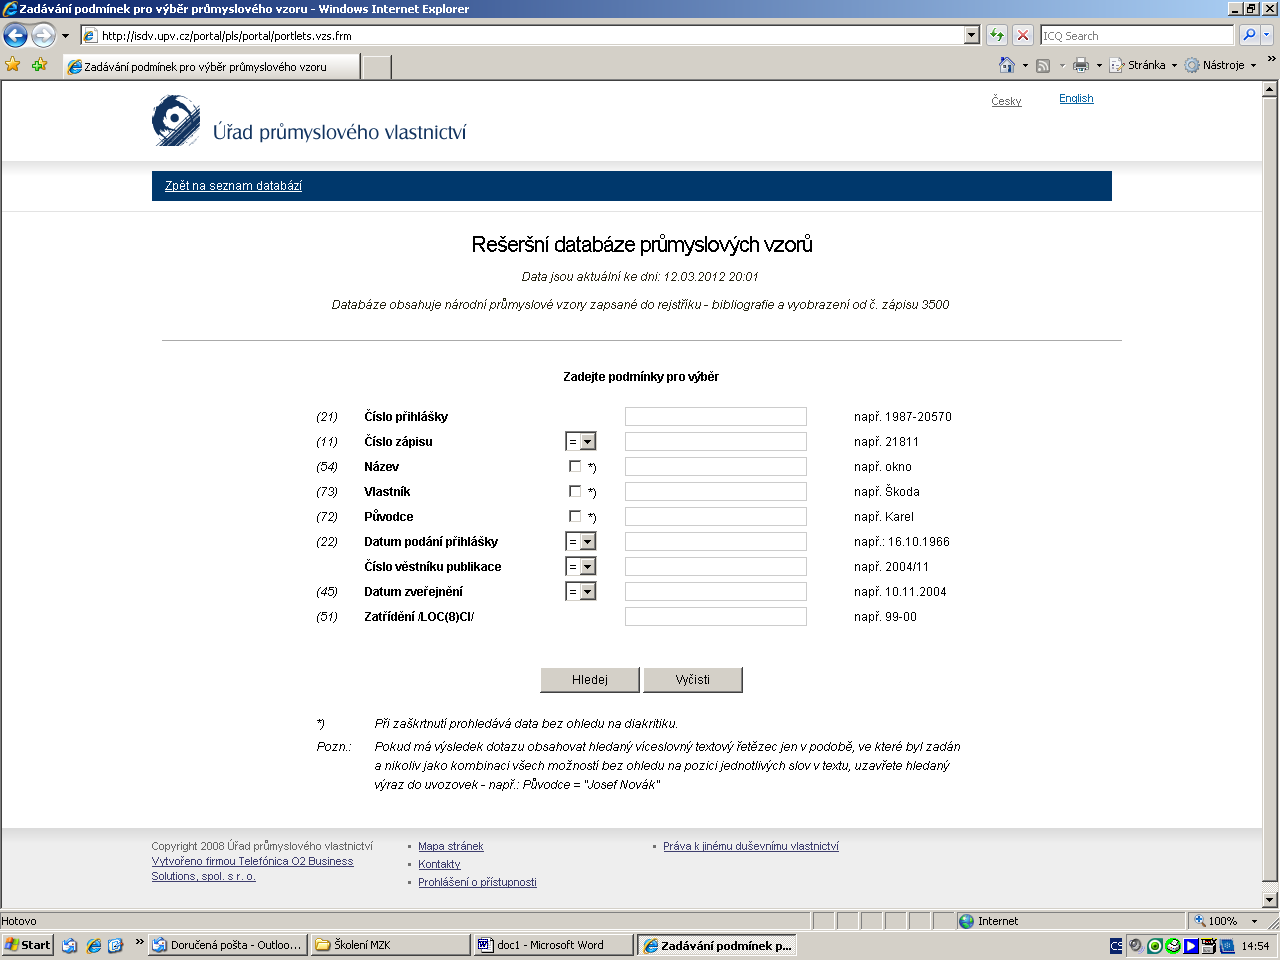 Zadávání podmínek pro výběr průmyslového vzoru - Windows Internet Explorer
http://isdv.upv.cz/portal/pls/portal/portlets.vzs.frm
ICQ Search
Zadávání podmínek pro výběr průmyslového vzoru
Stránka
Nástroje
Úřad průmyslového vlastnictví
Česky
English
Zpět na seznam databází
Rešeršní databáze průmyslových vzorů
Data jsou aktuální ke dni: 12.03.2012 20:01
Databáze obsahuje národní průmyslové vzory zapsané do rejstříku - bibliografie a vyobrazení od č. zápisu 3500
Zadejte podmínky pro výběr
(21) Číslo přihlášky např. 1987-20570
(11) Číslo zápisu = např. 21811
(54) Název *) např. okno
(73) Vlastník *) např. Škoda
(72) Původce *) např. Karel
(22) Datum podání přihlášky = např.: 16.10.1966
Číslo věstníku publikace = např. 2004/11
(45) Datum zveřejnění = např. 10.11.2004
(51) Zatřídění /LOC(8)Cl/ např. 99-00
Hledej Vyčisti
*) Při zaškrtnutí prohledává data bez ohledu na diakritiku.
Pozn.: Pokud má výsledek dotazu obsahovat hledaný víceslovný textový řetězec jen v podobě, ve které byl zadán
a nikoliv jako kombinaci všech možností bez ohledu na pozici jednotlivých slov v textu, uzavřete hledaný
výraz do uvozovek - např.: Původce = "Josef Novák"
Copyright 2008 Úřad průmyslového vlastnictví
Vytvořeno firmou Telefónica O2 Business
Solutions, spol. s r. o.
Mapa stránek
Kontakty
Prohlášení o přístupnosti
Práva k jinému duševnímu vlastnictví
Hotovo
Internet
100%
Start
Doručená pošta - Outloo...
Školení MZK
doc1 - Microsoft Word
Zadávání podmínek p...
CS
14:54